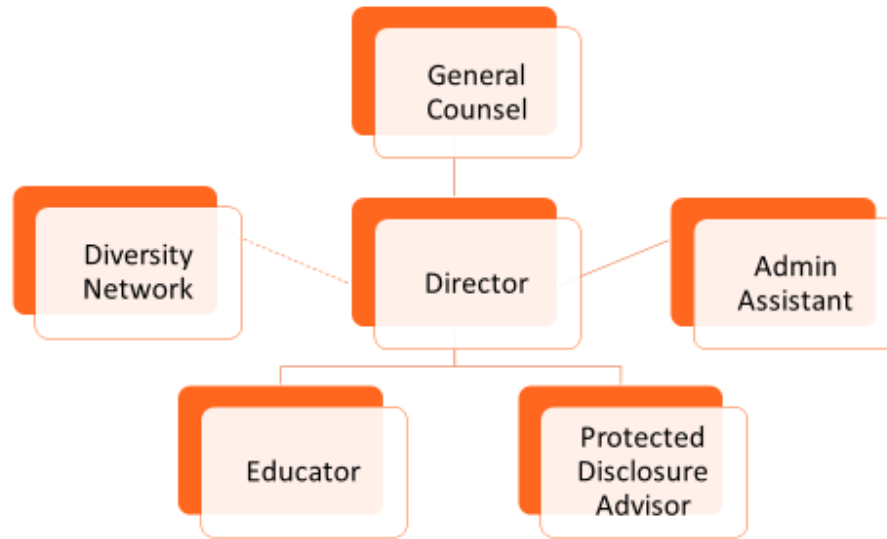 General
Counsel
Diversity
Network
Director
Admin
Assistant
Educator
Protected
Disclosure
Advisor